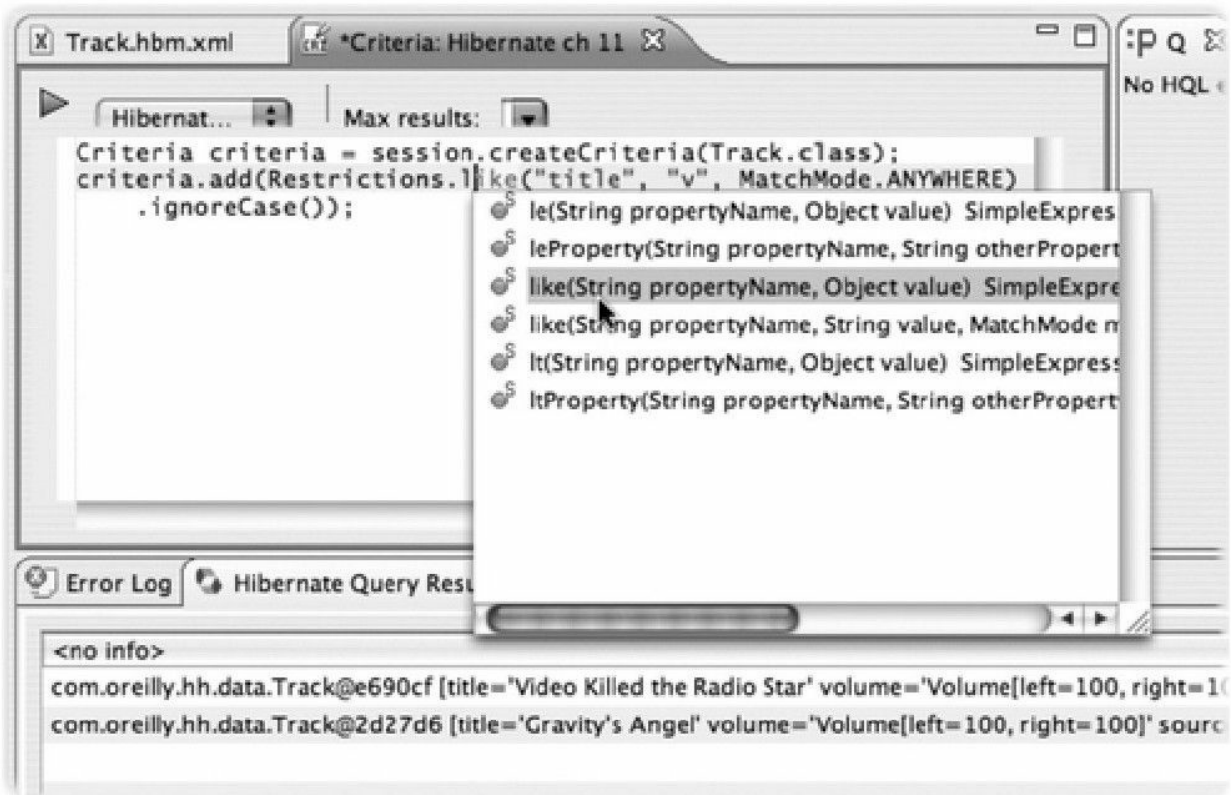 Track.hbm.xml
*Criteria: Hibernate ch 11
Q
No HQL
Hibernat...
Max results:
Criteria criteria = session.createCriteria(Track.class);
criteria.add(Restrictions.like("title", "v", MatchMode.ANYWHERE)
.ignoreCase());
le(String propertyName, Object value) SimpleExpres
leProperty(String propertyName, String otherPropert
like(String propertyName, Object value) SimpleExpre
like(String propertyName, String value, MatchMode m
lt(String propertyName, Object value) SimpleExpress
ltProperty(String propertyName, String otherPropert
Error Log
Hibernate Query Resu
<no info>
com.oreilly.hh.data.Track@e690cf [title='Video Killed the Radio Star' volume='Volume[left=100, right=10
com.oreilly.hh.data.Track@2d27d6 [title='Gravity's Angel' volume='Volume[left=100, right=100]' sourc